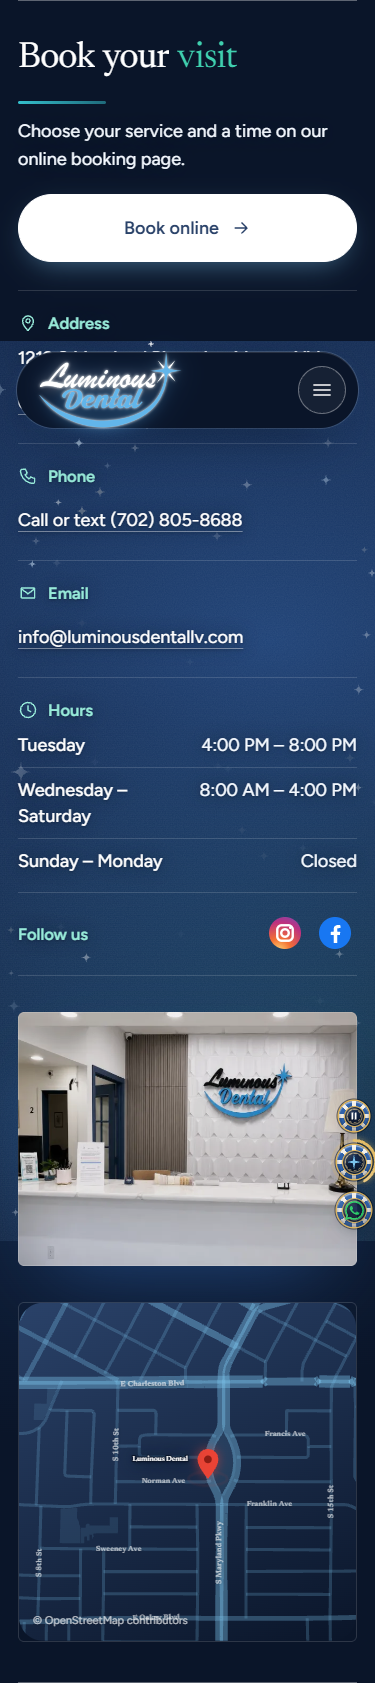 Book your visit
Choose your service and a time on our
online booking page.
Book online
Address
Luminous
Dental
Phone
Call or text (702) 805-8688
Email
info@luminousdentallv.com
Hours
Tuesday 4:00 PM – 8:00 PM
Wednesday – 8:00 AM – 4:00 PM
Saturday
Sunday – Monday Closed
Follow us
2
Luminous
Dental
E Charleston Blvd
S 10th St
Francis Ave
Luminous Dental
Norman Ave
S 15th St
Franklin Ave
S Maryland Pkwy
Sweeney Ave
S 8th St
© OpenStreetMap contributors